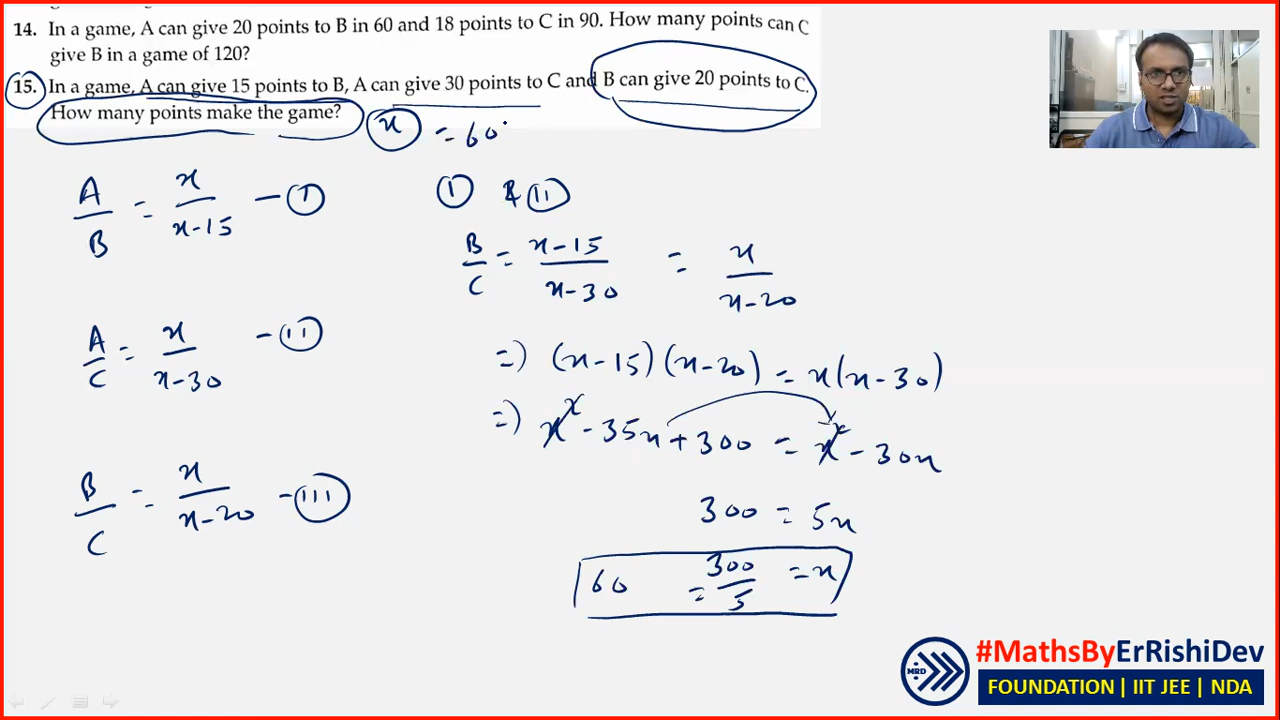 14. In a game, A can give 20 points to B in 60 and 18 points to C in 90. How many points can C
give B in a game of 120?
15. In a game, A can give 15 points to B, A can give 30 points to C and B can give 20 points to C.
How many points make the game?
x = 60
A/B = x/x-15 - I
I & II
B/C = x-15/x-30 = x/x-20
A/C = x/x-30 - II
=) (x-15)(x-20) = x(x-30)
=) x² - 35x + 300 = x² - 30x
B/C = x/x-20 - III
300 = 5x
60 = 300/5 = x
#MathsByErRishiDev
MRD
FOUNDATION | IIT JEE | NDA